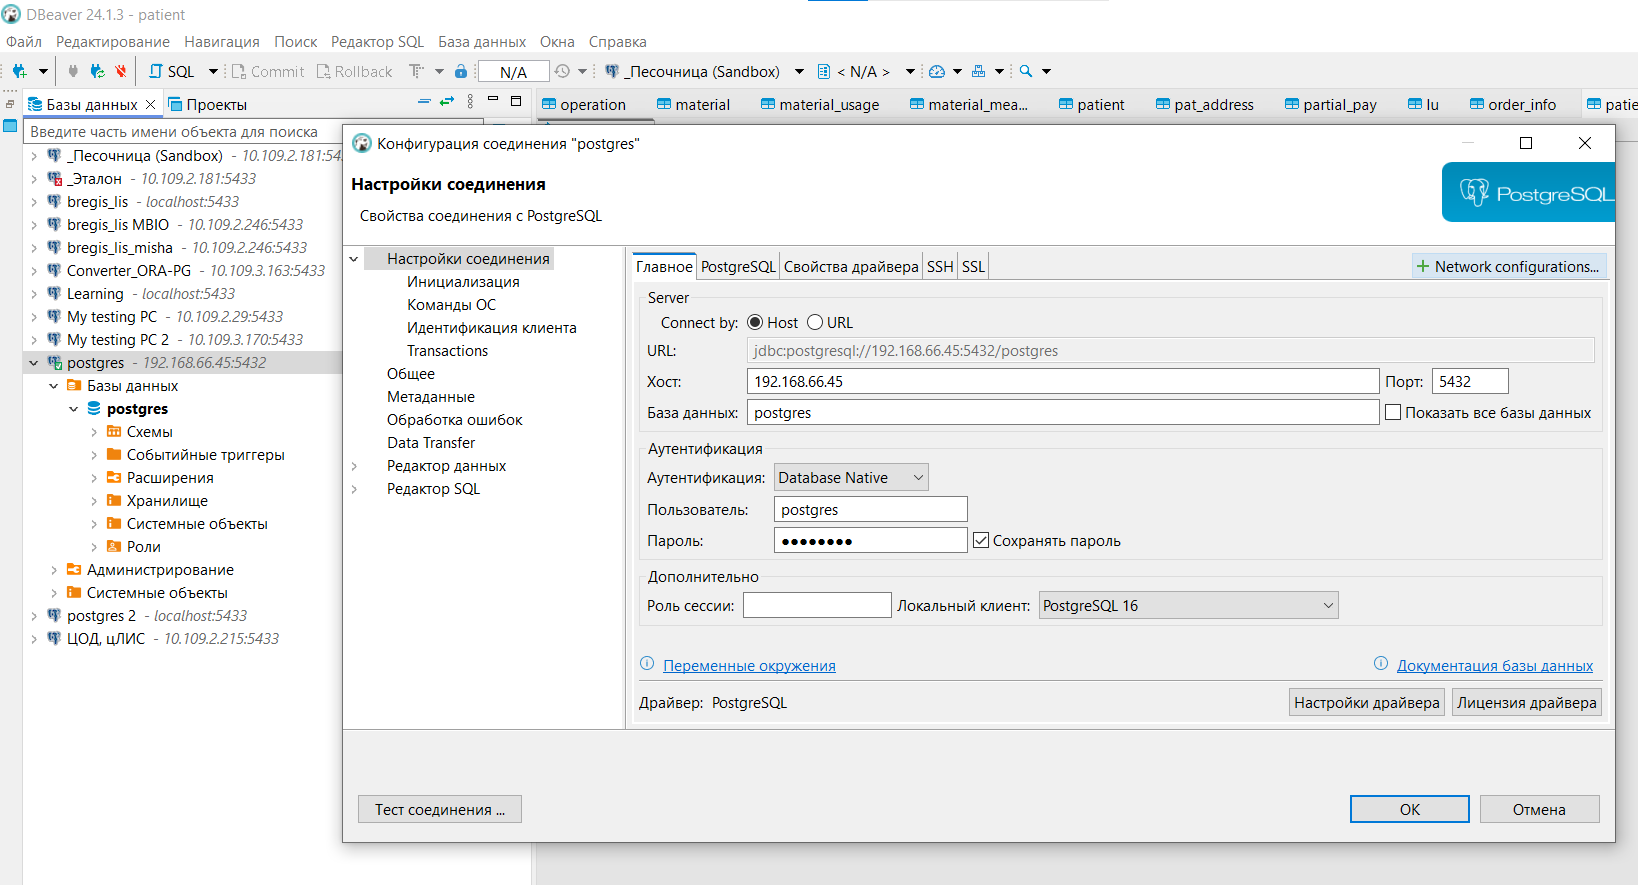 DBeaver 24.1.3 - patient
Файл Редактирование Навигация Поиск Редактор SQL База данных Окна Справка
SQL Commit Rollback N/A _Песочница (Sandbox) < N/A >
Базы данных Проекты
operation material material_usage material_mea... patient pat_address partial_pay lu order_info patie
Введите часть имени объекта для поиска
_Песочница (Sandbox) - 10.109.2.181:54
_Эталон - 10.109.2.181:5433
bregis_lis - localhost:5433
bregis_lis MBIO - 10.109.2.246:5433
bregis_lis_misha - 10.109.2.246:5433
Converter_ORA-PG - 10.109.3.163:5433
Learning - localhost:5433
My testing PC - 10.109.2.29:5433
My testing PC 2 - 10.109.3.170:5433
postgres - 192.168.66.45:5432
Базы данных
postgres
Схемы
Событийные триггеры
Расширения
Хранилище
Системные объекты
Роли
Администрирование
Системные объекты
postgres 2 - localhost:5433
ЦОД, цЛИС - 10.109.2.215:5433
Конфигурация соединения "postgres"
Настройки соединения
Свойства соединения с PostgreSQL
PostgreSQL
Настройки соединения
Инициализация
Команды ОС
Идентификация клиента
Transactions
Общее
Метаданные
Обработка ошибок
Data Transfer
Редактор данных
Редактор SQL
Главное PostgreSQL Свойства драйвера SSH SSL
Network configurations...
Server
Connect by: Host URL
URL: jdbc:postgresql://192.168.66.45:5432/postgres
Хост: 192.168.66.45 Порт: 5432
База данных: postgres Показать все базы данных
Аутентификация
Аутентификация: Database Native
Пользователь: postgres
Пароль: ●●●●●●●● Сохранять пароль
Дополнительно
Роль сессии: Локальный клиент: PostgreSQL 16
Переменные окружения Документация базы данных
Драйвер: PostgreSQL Настройки драйвера Лицензия драйвера
Тест соединения ... ОК Отмена